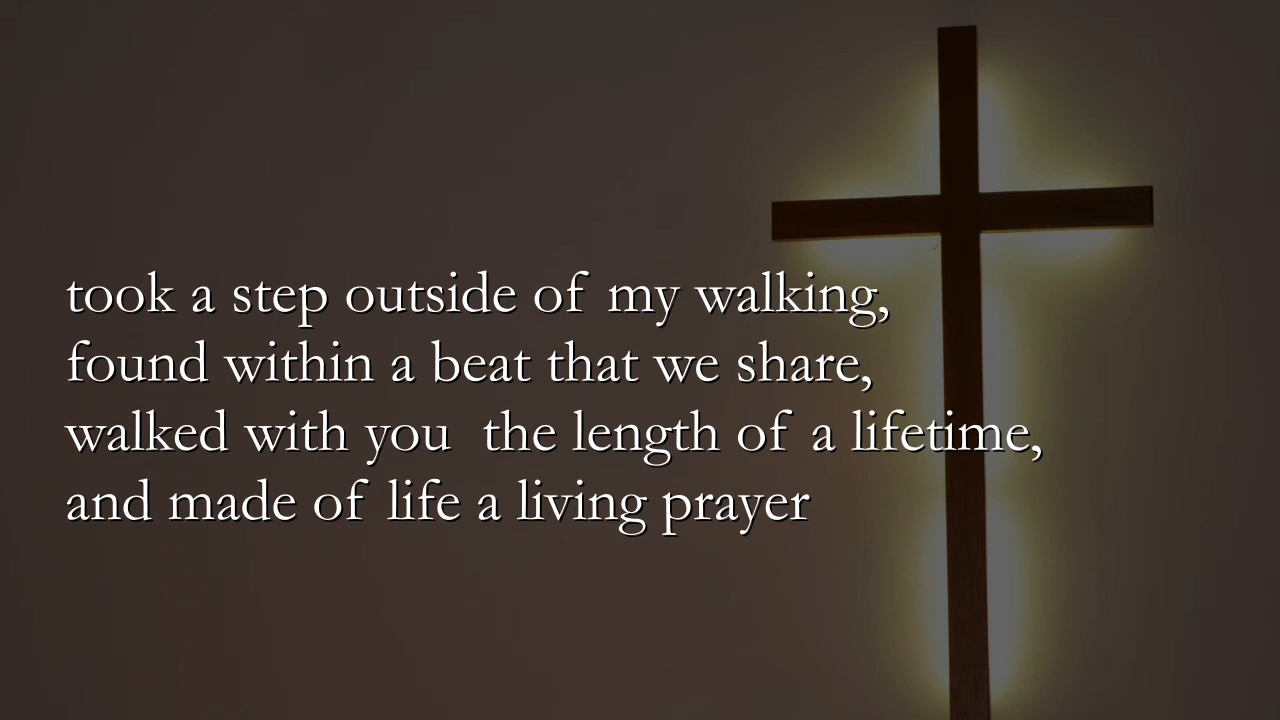 took a step outside of my walking,
found within a beat that we share,
walked with you  the length of a lifetime,
and made of life a living prayer